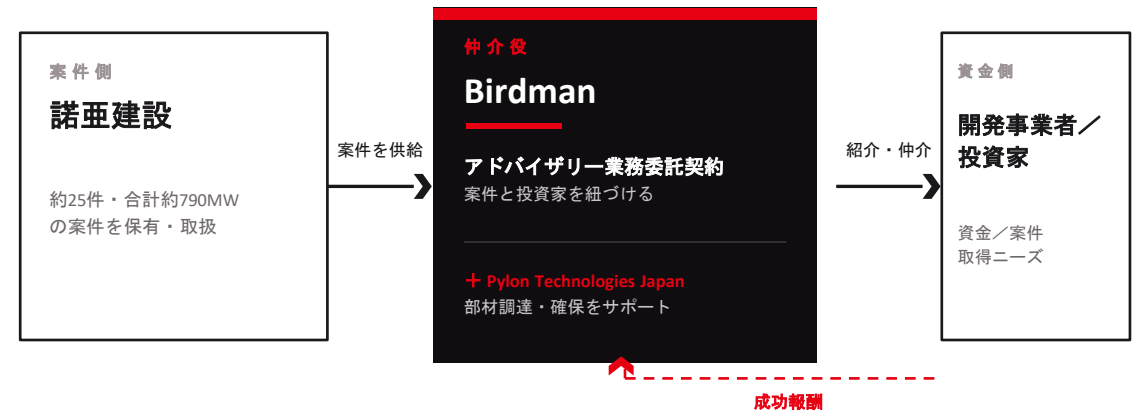 案件側
諾亜建設
約25件・合計約790MW
の案件を保有・取扱
案件を供給
仲介役
Birdman
アドバイザリー業務委託契約
案件と投資家を紐づける
＋ Pylon Technologies Japan
部材調達・確保をサポート
紹介・仲介
資金側
開発事業者／
投資家
資金／案件
取得ニーズ
成功報酬